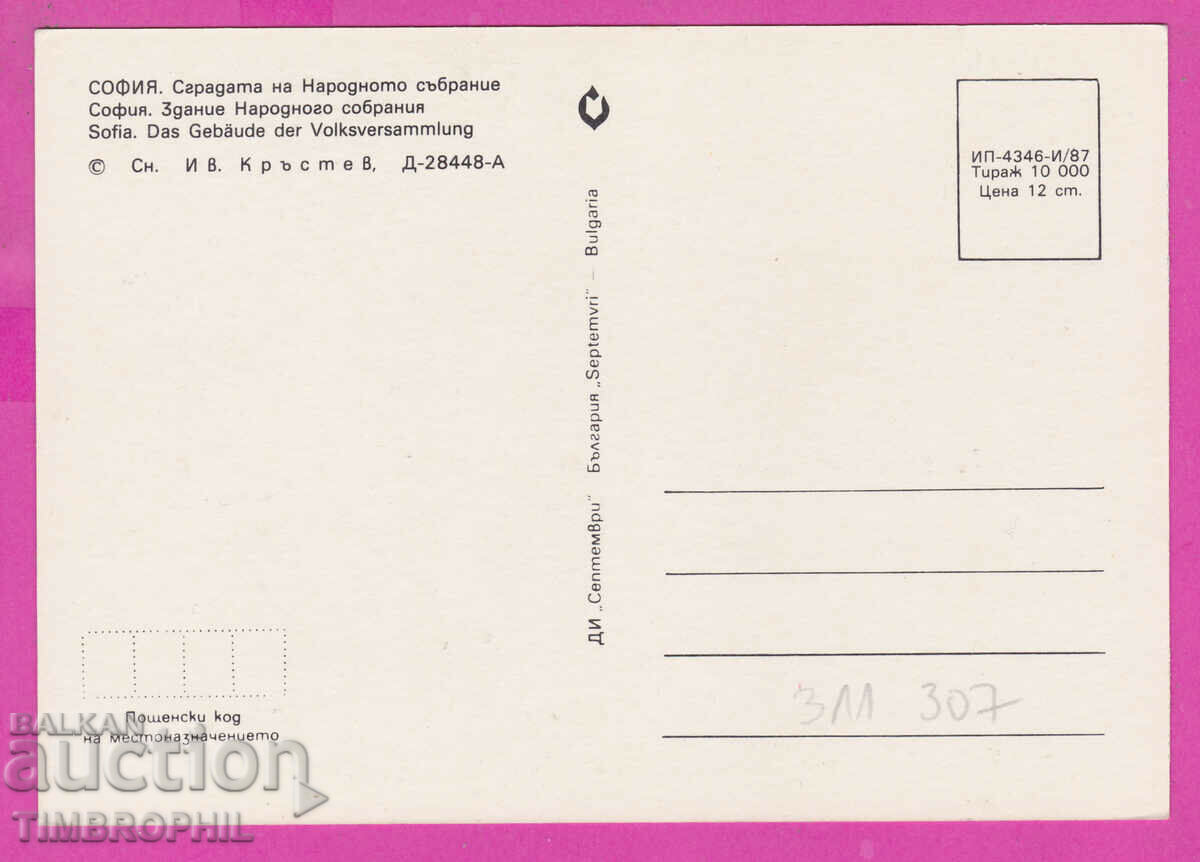 СОФИЯ. Сградата на Народното събрание
София. Здание Народного собрания
Sofia. Das Gebäude der Volksversammlung
© Сн. Ив. Кръстев, Д-28448-А
ДИ „Септември" България „Septemvri" – Bulgaria
ИП-4346-И/87
Тираж 10 000
Цена 12 ст.
311 307
Пощенски код
на местоназначението
BALKAN
auction
TIMBROPHIL